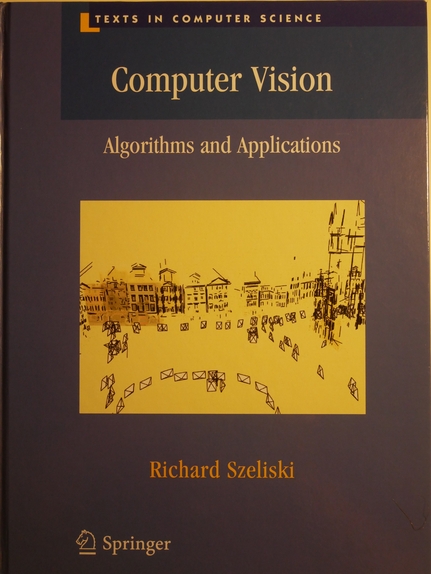 TEXTS IN COMPUTER SCIENCE
Computer Vision
Algorithms and Applications
Richard Szeliski
Springer